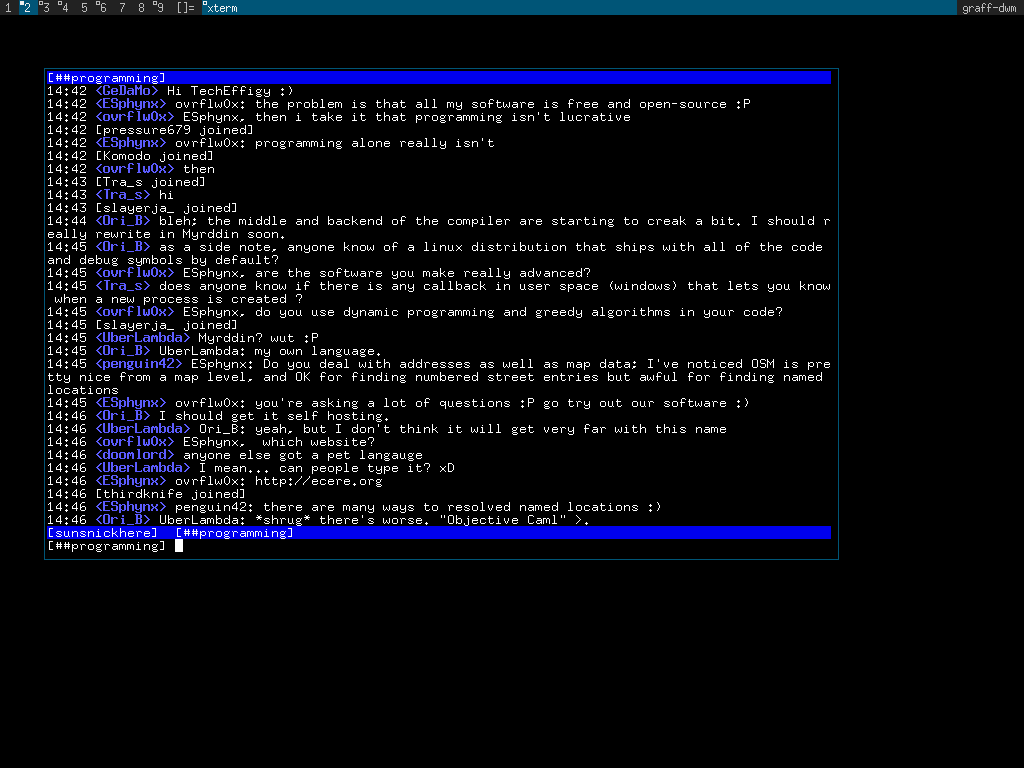 1 2 3 4 5 6 7 8 9 []= xterm graff-dwm
[##programming]
14:42 <GeDaMo> Hi TechEffigy :)
14:42 <ESphynx> ovrflw0x: the problem is that all my software is free and open-source :P
14:42 <ovrflw0x> ESphynx, then i take it that programming isn't lucrative
14:42 [pressure679 joined]
14:42 <ESphynx> ovrflw0x: programming alone really isn't
14:42 [Komodo joined]
14:42 <ovrflw0x> then
14:43 [Tra_s joined]
14:43 <Tra_s> hi
14:43 [slayerja_ joined]
14:44 <Ori_B> bleh; the middle and backend of the compiler are starting to creak a bit. I should r
eally rewrite in Myrddin soon.
14:45 <Ori_B> as a side note, anyone know of a linux distribution that ships with all of the code
and debug symbols by default?
14:45 <ovrflw0x> ESphynx, are the software you make really advanced?
14:45 <Tra_s> does anyone know if there is any callback in user space (windows) that lets you know
when a new process is created ?
14:45 <ovrflw0x> ESphynx, do you use dynamic programming and greedy algorithms in your code?
14:45 [slayerja_ joined]
14:45 <UberLambda> Myrddin? wut :P
14:45 <Ori_B> UberLambda: my own language.
14:45 <penguin42> ESphynx: Do you deal with addresses as well as map data; I've noticed OSM is pre
tty nice from a map level, and OK for finding numbered street entries but awful for finding named
locations
14:45 <ESphynx> ovrflw0x: you're asking a lot of questions :P go try out our software :)
14:46 <Ori_B> I should get it self hosting.
14:46 <UberLambda> Ori_B: yeah, but I don't think it will get very far with this name
14:46 <ovrflw0x> ESphynx,  which website?
14:46 <doomlord> anyone else got a pet langauge
14:46 <UberLambda> I mean... can people type it? xD
14:46 <ESphynx> ovrflw0x: http://ecere.org
14:46 [thirdknife joined]
14:46 <ESphynx> penguin42: there are many ways to resolved named locations :)
14:46 <Ori_B> UberLambda: *shrug* there's worse. "Objective Caml" >.
[sunsnickhere]  [##programming]
[##programming]